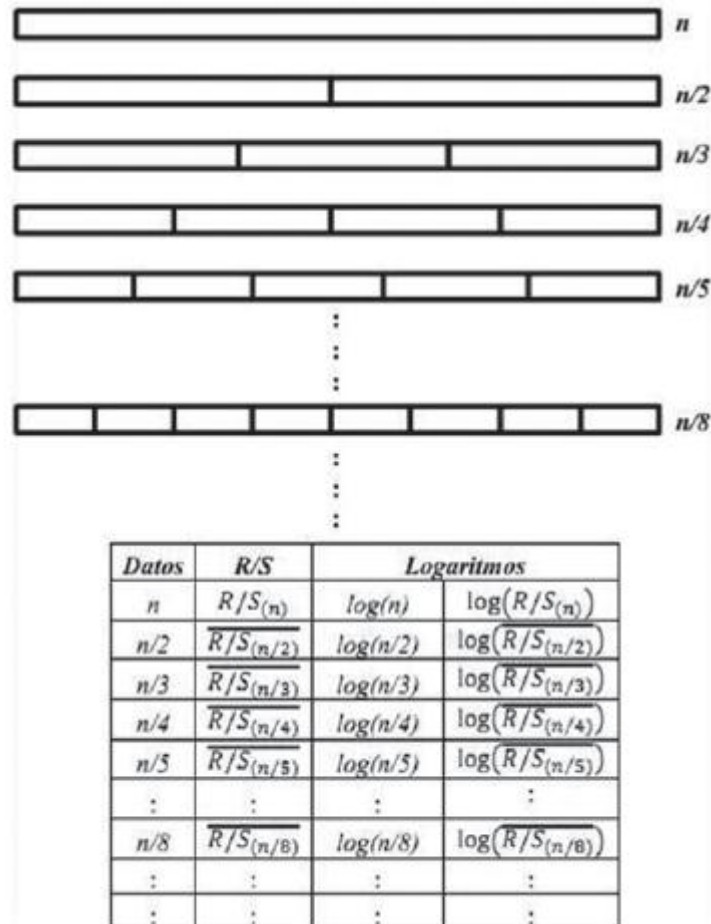 n
n/2
n/3
n/4
n/5
:
:
:
n/8
:
:
:
Datos R/S Logaritmos
n R/S(n) log(n) log(R/S(n))
n/2 R/S(n/2) log(n/2) log(R/S(n/2))
n/3 R/S(n/3) log(n/3) log(R/S(n/3))
n/4 R/S(n/4) log(n/4) log(R/S(n/4))
n/5 R/S(n/5) log(n/5) log(R/S(n/5))
: : : :
n/8 R/S(n/8) log(n/8) log(R/S(n/8))
: : : :
: : : :